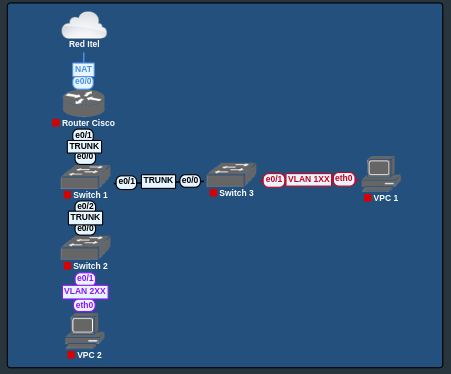 Red Itel
NAT
e0/0
Router Cisco
e0/1
TRUNK
e0/0
Switch 1
e0/1 TRUNK e0/0
Switch 3
e0/1 VLAN 1XX eth0
VPC 1
e0/2
TRUNK
e0/0
Switch 2
e0/1
VLAN 2XX
eth0
VPC 2